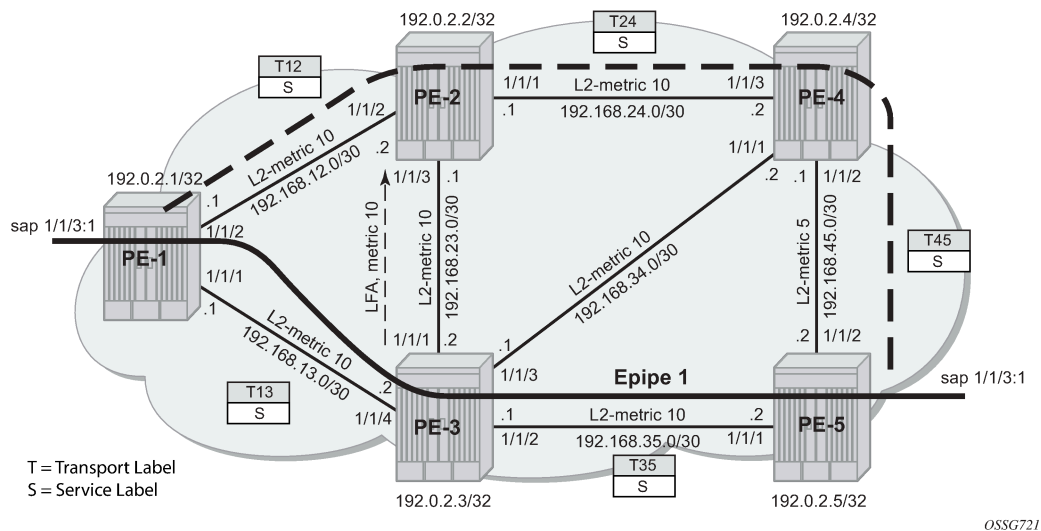 192.0.2.2/32
T24
S
192.0.2.4/32
T12
S
1/1/1
L2-metric 10
1/1/3
PE-2
PE-4
1/1/2
.1
192.168.24.0/30
.2
L2-metric 10
192.168.12.0/30
.2
1/1/1
192.0.2.1/32
.1
1/1/3
.1
.2
.1
1/1/2
sap 1/1/3:1
1/1/2
PE-1
LFA, metric 10
L2-metric 10
192.168.23.0/30
L2-metric 10
192.168.34.0/30
L2-metric 5
192.168.45.0/30
T45
S
1/1/1
.1
L2-metric 10
192.168.13.0/30
1/1/1
.2
.1
.2
1/1/2
1/1/3
Epipe 1
sap 1/1/3:1
T13
S
.2
1/1/4
PE-3
.1
L2-metric 10
.2
PE-5
1/1/2
192.168.35.0/30
1/1/1
T35
S
T = Transport Label
S = Service Label
192.0.2.3/32
192.0.2.5/32
OSSG721